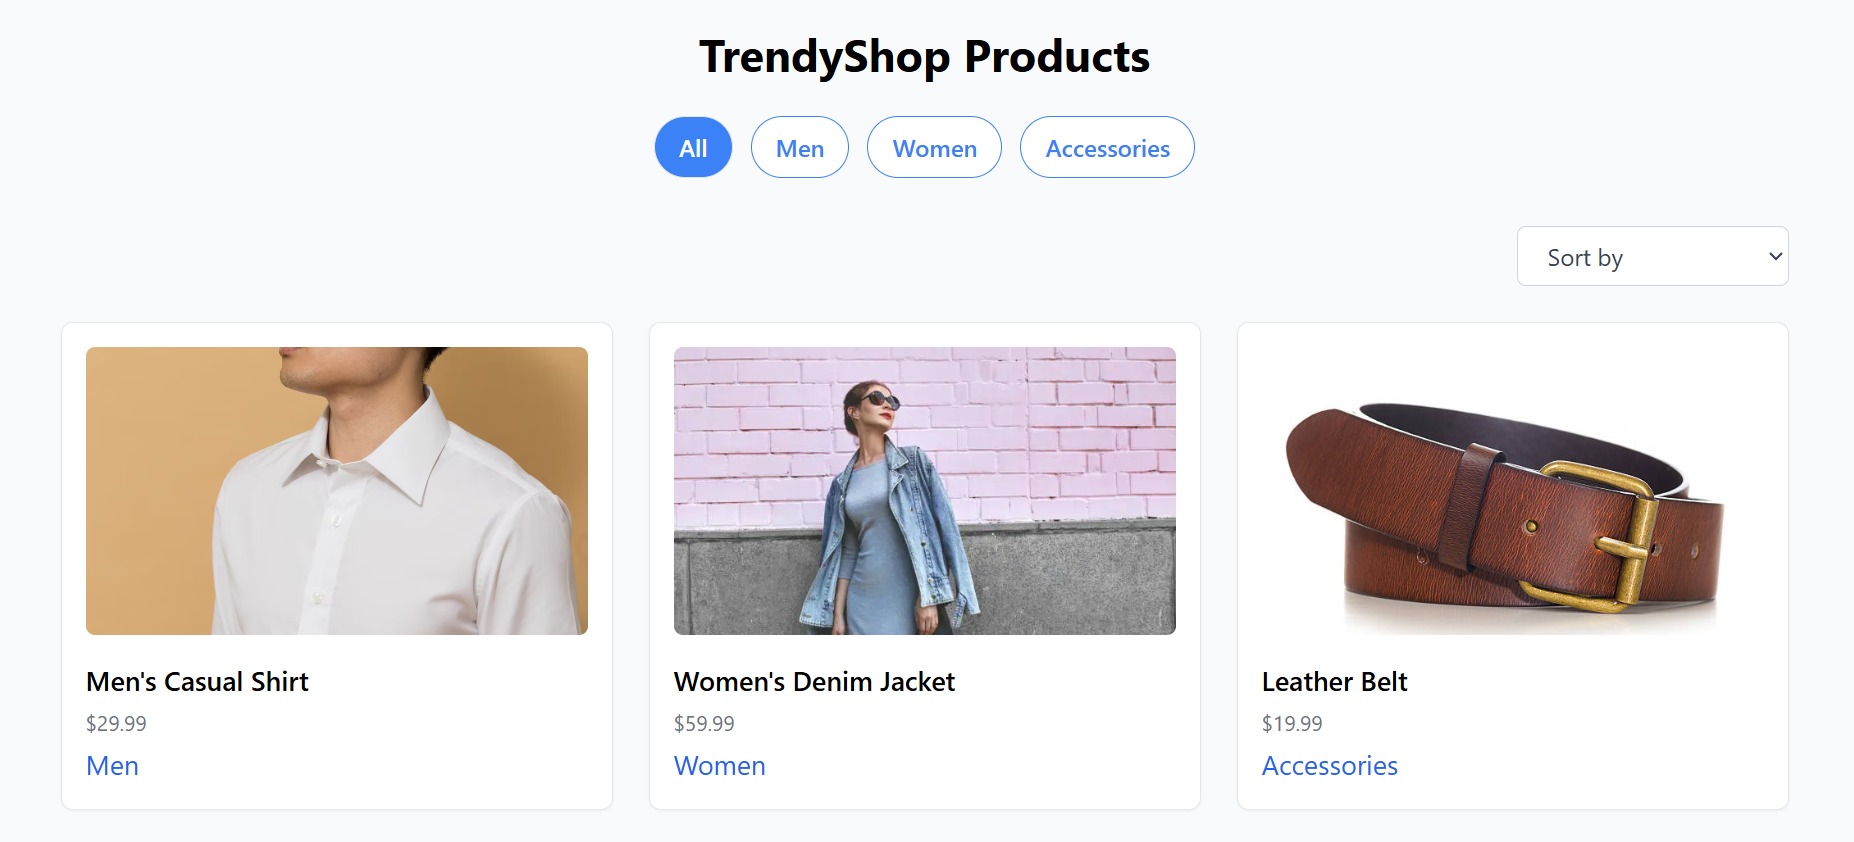 TrendyShop Products
All Men Women Accessories
Sort by
Men's Casual Shirt
$29.99
Men
Women's Denim Jacket
$59.99
Women
Leather Belt
$19.99
Accessories